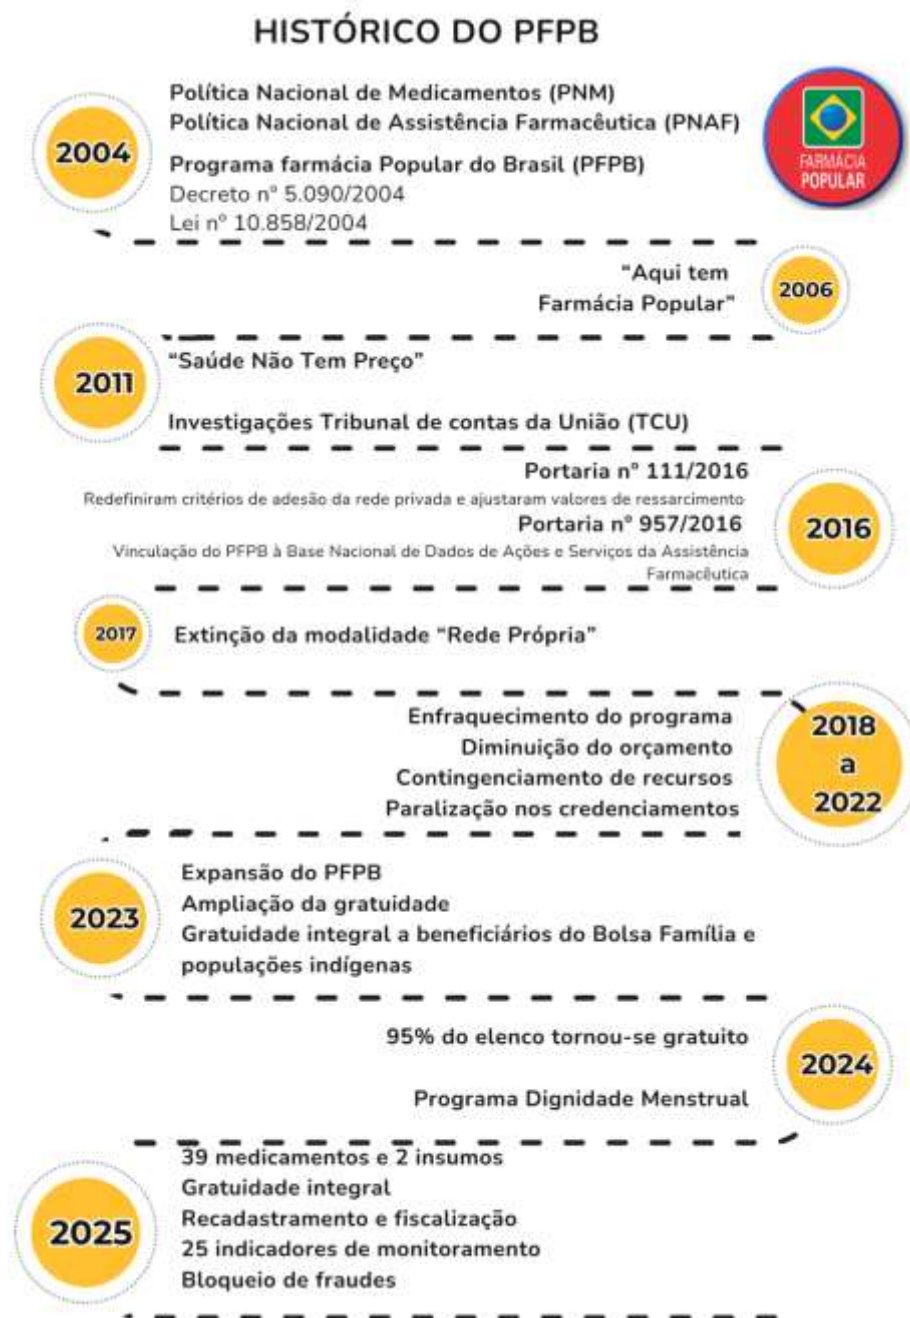 HISTÓRICO DO PFPB
2004
Política Nacional de Medicamentos (PNM)
Política Nacional de Assistência Farmacêutica (PNAF)
Programa farmácia Popular do Brasil (PFPB)
Decreto nº 5.090/2004
Lei nº 10.858/2004
FARMÁCIA
POPULAR
"Aqui tem
Farmácia Popular"
2006
2011
"Saúde Não Tem Preço"
Investigações Tribunal de contas da União (TCU)
Portaria nº 111/2016
Redefiniram critérios de adesão da rede privada e ajustaram valores de ressarcimento
Portaria nº 957/2016
Vinculação do PFPB à Base Nacional de Dados de Ações e Serviços da Assistência
Farmacêutica
2016
2017
Extinção da modalidade "Rede Própria"
Enfraquecimento do programa
Diminuição do orçamento
Contingenciamento de recursos
Paralização nos credenciamentos
2018
a
2022
2023
Expansão do PFPB
Ampliação da gratuidade
Gratuidade integral a beneficiários do Bolsa Família e
populações indígenas
95% do elenco tornou-se gratuito
Programa Dignidade Menstrual
2024
2025
39 medicamentos e 2 insumos
Gratuidade integral
Recadastramento e fiscalização
25 indicadores de monitoramento
Bloqueio de fraudes